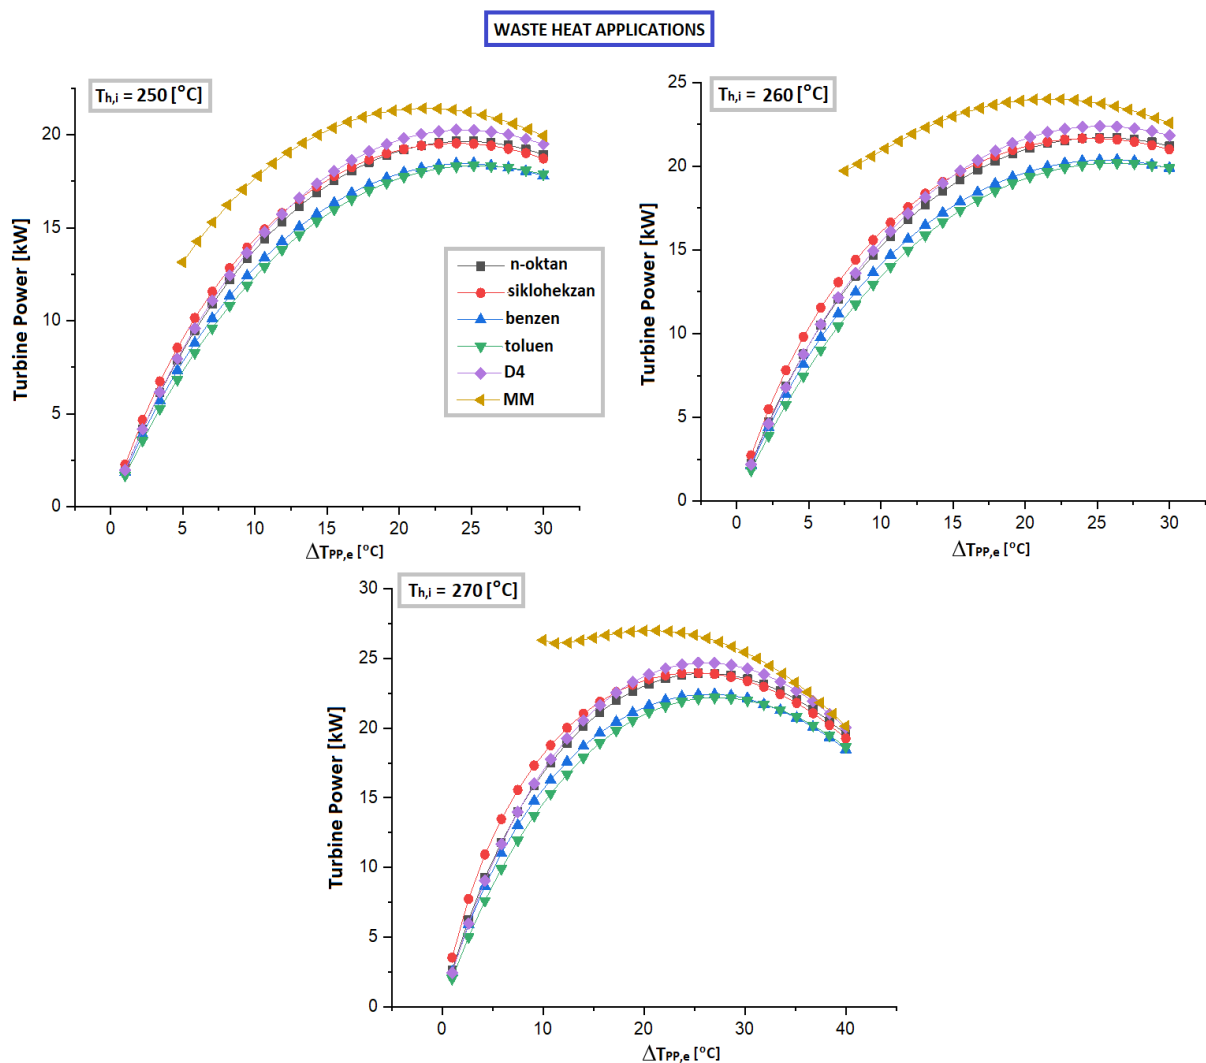 WASTE HEAT APPLICATIONS
Th,i = 250 [°C]
Turbine Power [kW]
20
15
10
5
0
0 5 10 15 20 25 30
ΔTPP,e [°C]
n-oktan
siklohekzan
benzen
toluen
D4
MM
Th,i = 260 [°C]
Turbine Power [kW]
25
20
15
10
5
0
0 5 10 15 20 25 30
ΔTPP,e [°C]
Th,i = 270 [°C]
Turbine Power [kW]
30
25
20
15
10
5
0
0 10 20 30 40
ΔTPP,e [°C]